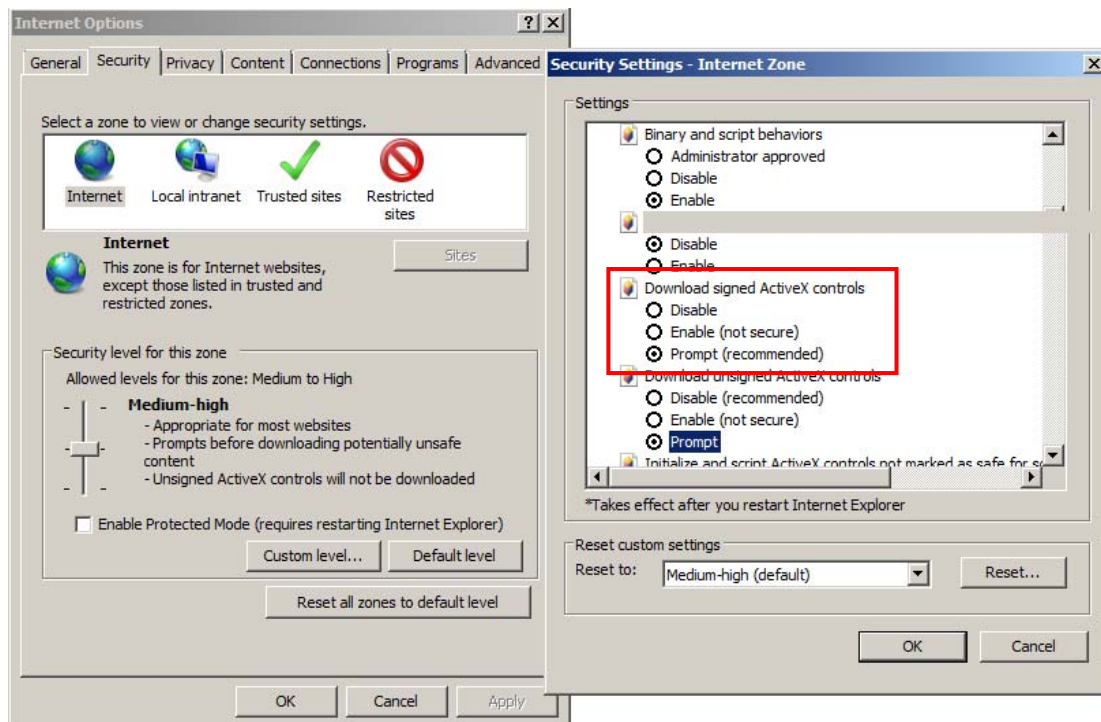 Internet Options
General Security Privacy Content Connections Programs Advanced
Select a zone to view or change security settings.
Internet
Local intranet
Trusted sites
Restricted
sites
Internet
This zone is for Internet websites,
except those listed in trusted and
restricted zones.
Sites
Security level for this zone
Allowed levels for this zone: Medium to High
Medium-high
- Appropriate for most websites
- Prompts before downloading potentially unsafe
content
- Unsigned ActiveX controls will not be downloaded
Enable Protected Mode (requires restarting Internet Explorer)
Custom level... Default level
Reset all zones to default level
OK Cancel Apply
Security Settings - Internet Zone
Settings
Binary and script behaviors
Administrator approved
Disable
Enable
Disable
Enable
Download signed ActiveX controls
Disable
Enable (not secure)
Prompt (recommended)
Download unsigned ActiveX controls
Disable (recommended)
Enable (not secure)
Prompt
Initialize and script ActiveX controls not marked as safe for
*Takes effect after you restart Internet Explorer
Reset custom settings
Reset to: Medium-high (default) Reset...
OK Cancel